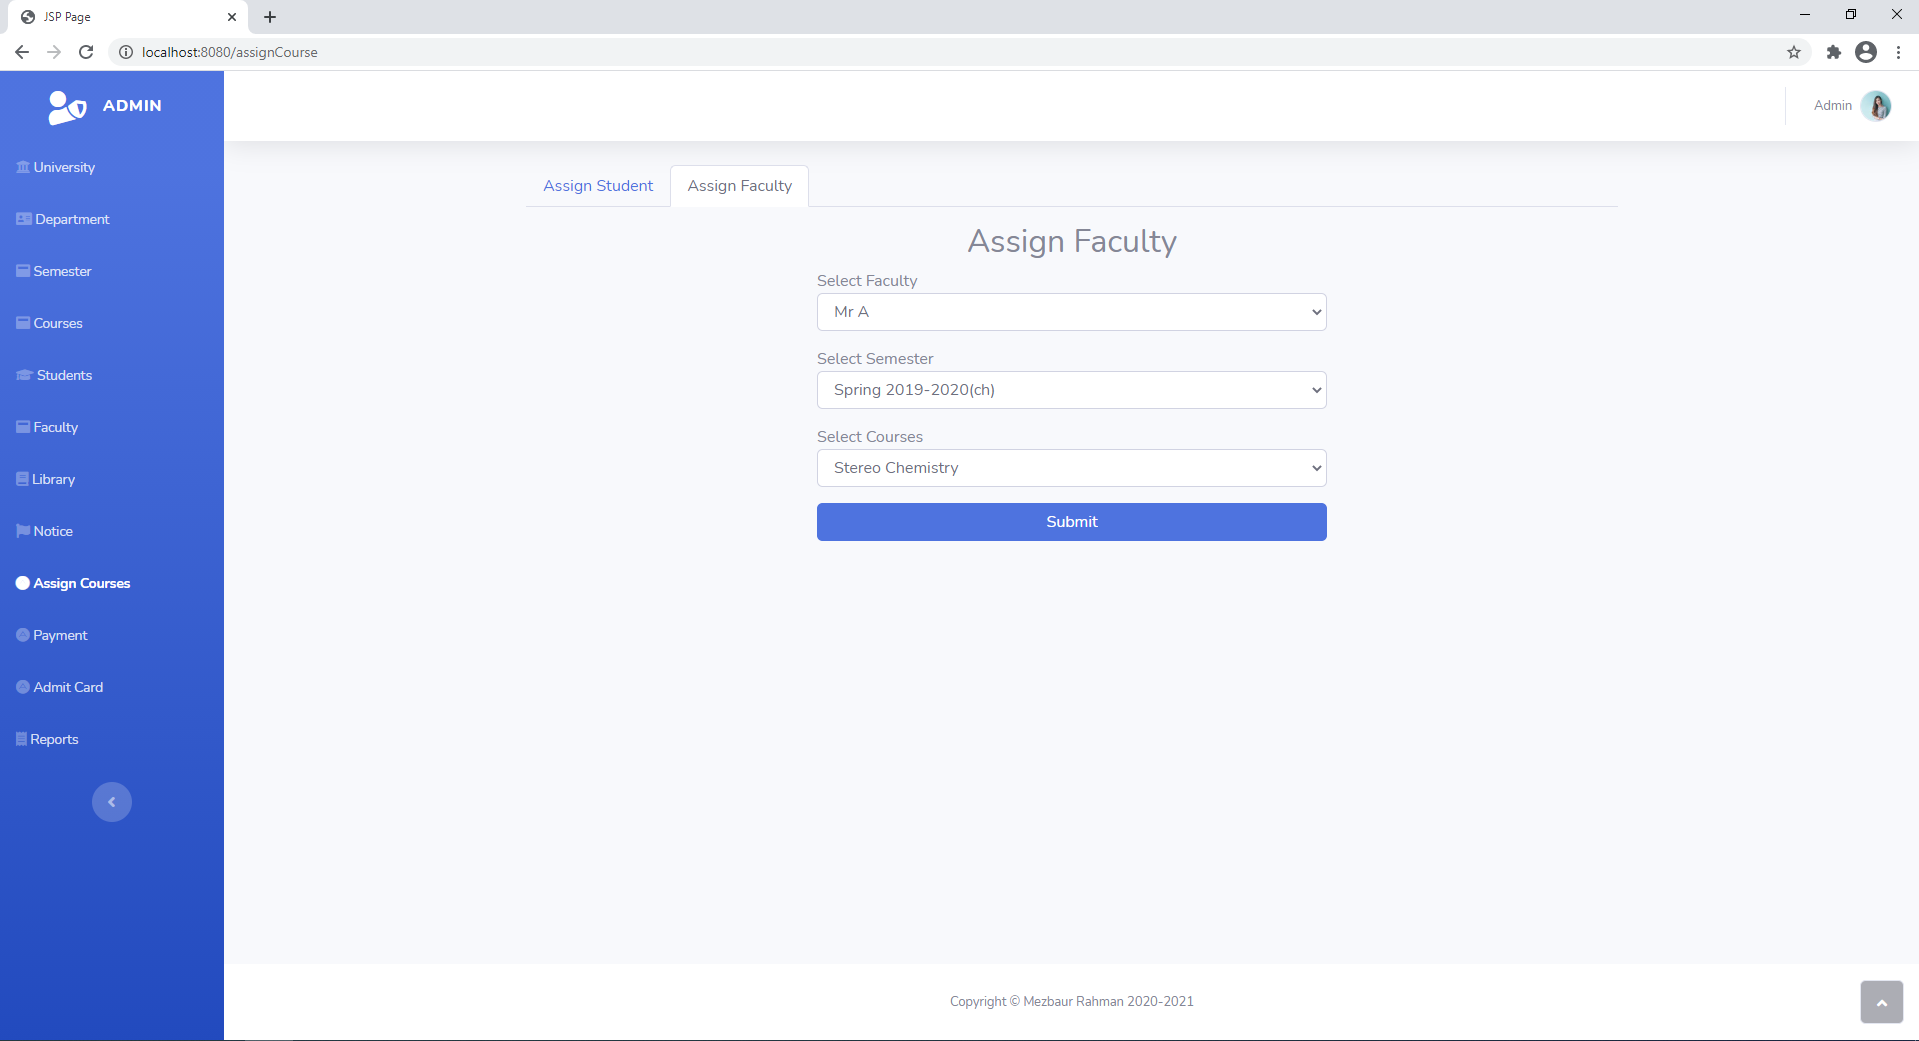 JSP Page
localhost:8080/assignCourse
ADMIN
Admin
University
Department
Semester
Courses
Students
Faculty
Library
Notice
Assign Courses
Payment
Admit Card
Reports
Assign Student
Assign Faculty
Assign Faculty
Select Faculty
Mr A
Select Semester
Spring 2019-2020(ch)
Select Courses
Stereo Chemistry
Submit
Copyright © Mezbaur Rahman 2020-2021